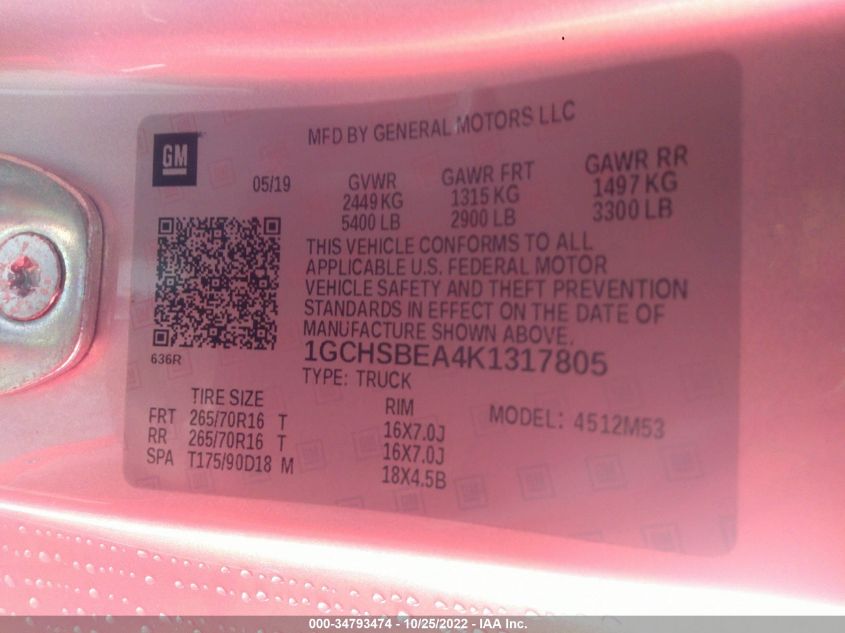 GM
MFD BY GENERAL MOTORS LLC
05/19
GVWR GAWR FRT GAWR RR
2449 KG 1315 KG 1497 KG
5400 LB 2900 LB 3300 LB
THIS VEHICLE CONFORMS TO ALL
APPLICABLE U.S. FEDERAL MOTOR
VEHICLE SAFETY AND THEFT PREVENTION
STANDARDS IN EFFECT ON THE DATE OF
MANUFACTURE SHOWN ABOVE.
636R
1GCHSBEA4K1317805
TYPE: TRUCK
TIRE SIZE RIM
MODEL: 4512M53
FRT 265/70R16 T 16X7.0J
RR 265/70R16 T 16X7.0J
SPA T175/90D18 M 18X4.5B
000-34793474 / 10/25/2022 - IAA Inc.